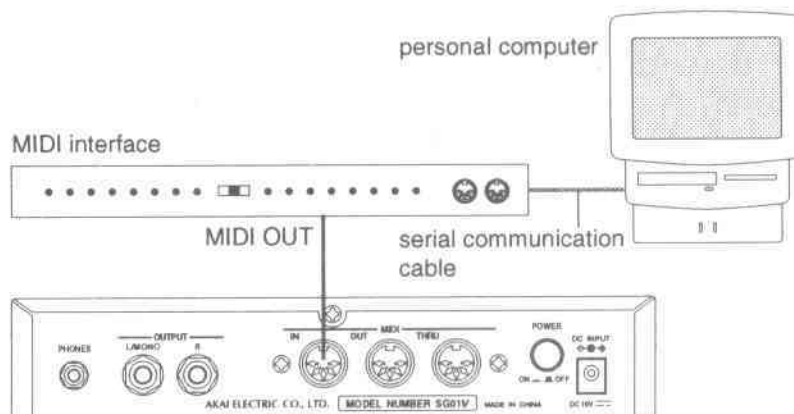 personal computer
MIDI interface
MIDI OUT
serial communication
cable
PHONES
OUTPUT
L/MONO
R
IN
MIDI
OUT
THRU
POWER
ON
OFF
DC INPUT
DC 10V
AKAI ELECTRIC CO., LTD.
MODEL NUMBER SG01V
MADE IN CHINA